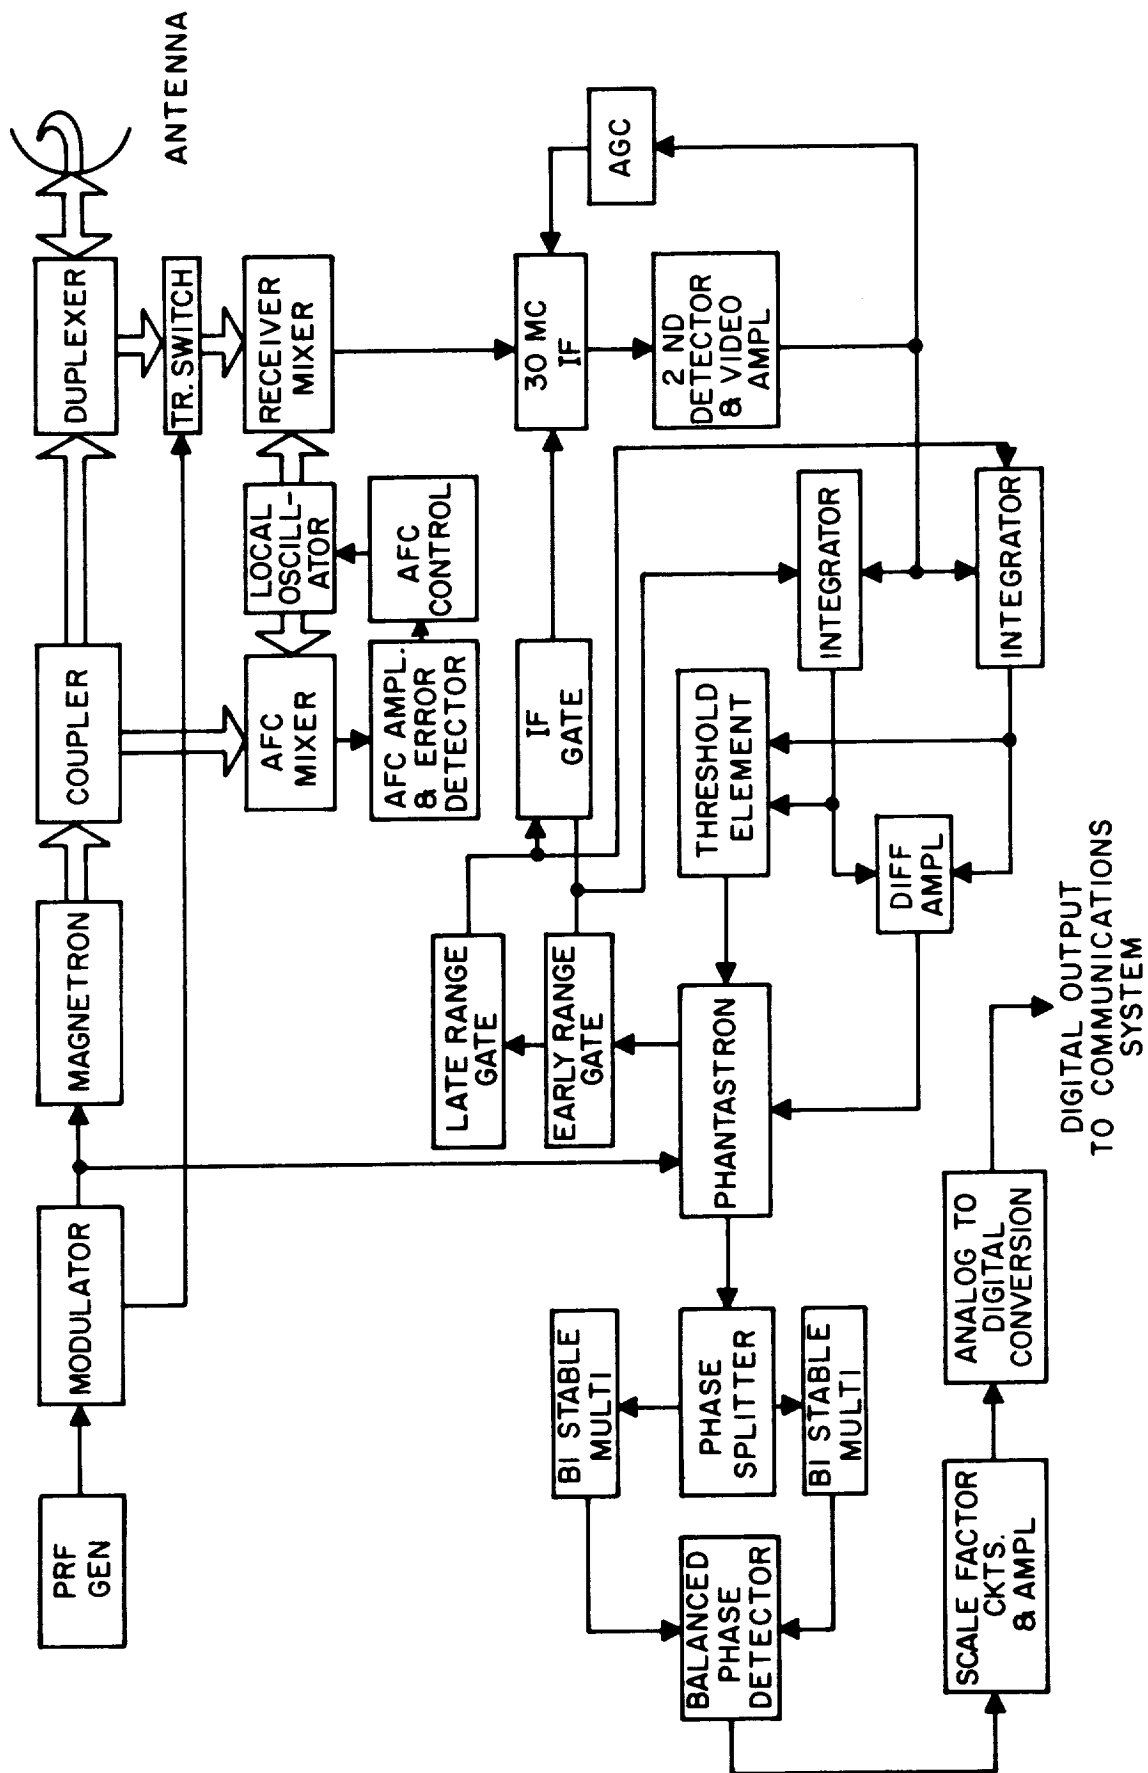 PRF
GEN
MODULATOR
MAGNETRON
COUPLER
DUPLEXER
ANTENNA
TR. SWITCH
AFC
MIXER
LOCAL
OSCILL-
ATOR
RECEIVER
MIXER
AFC AMPL.
& ERROR
DETECTOR
AFC
CONTROL
LATE RANGE
GATE
EARLY RANGE
GATE
IF
GATE
30 MC
IF
AGC
2 ND
DETECTOR
& VIDEO
AMPL
BI STABLE
MULTI
PHASE
SPLITTER
BI STABLE
MULTI
BALANCED
PHASE
DETECTOR
PHANTASTRON
THRESHOLD
ELEMENT
INTEGRATOR
INTEGRATOR
DIFF
AMPL
SCALE FACTOR
CKTS.
& AMPL
ANALOG TO
DIGITAL
CONVERSION
DIGITAL OUTPUT
TO COMMUNICATIONS
SYSTEM